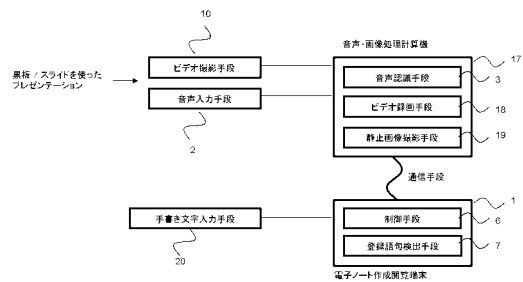 10
音声・画像処理計算機
17
黒板 / スライドを使った
プレゼンテーション
ビデオ撮影手段
音声認識手段
3
音声入力手段
ビデオ録画手段
18
2
静止画像撮影手段
19
通信手段
1
手書き文字入力手段
制御手段
6
20
登録語句検出手段
7
電子ノート作成閲覧端末